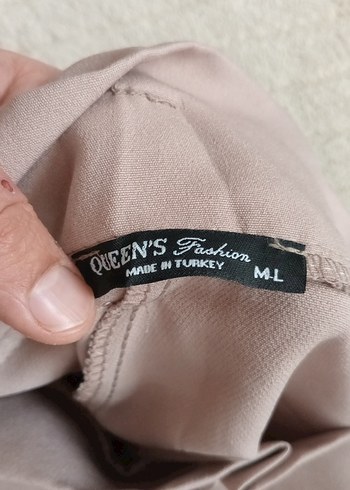 QUEEN'S Fashion
MADE IN TURKEY M-L